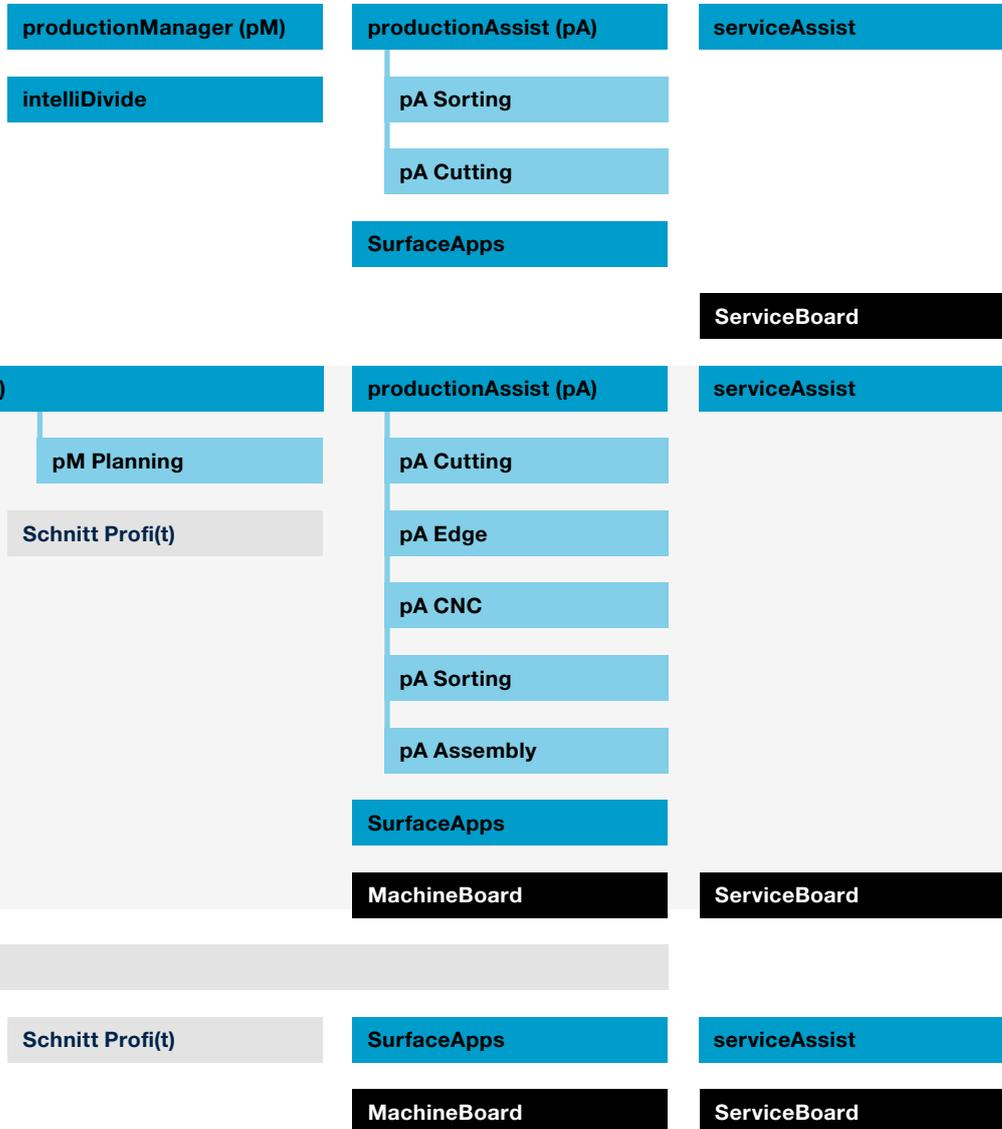 productionManager (pM)
productionAssist (pA)
serviceAssist
intelliDivide
pA Sorting
pA Cutting
SurfaceApps
ServiceBoard
)
productionAssist (pA)
serviceAssist
pM Planning
pA Cutting
Schnitt Profi(t)
pA Edge
pA CNC
pA Sorting
pA Assembly
SurfaceApps
MachineBoard
ServiceBoard
Schnitt Profi(t)
SurfaceApps
serviceAssist
MachineBoard
ServiceBoard